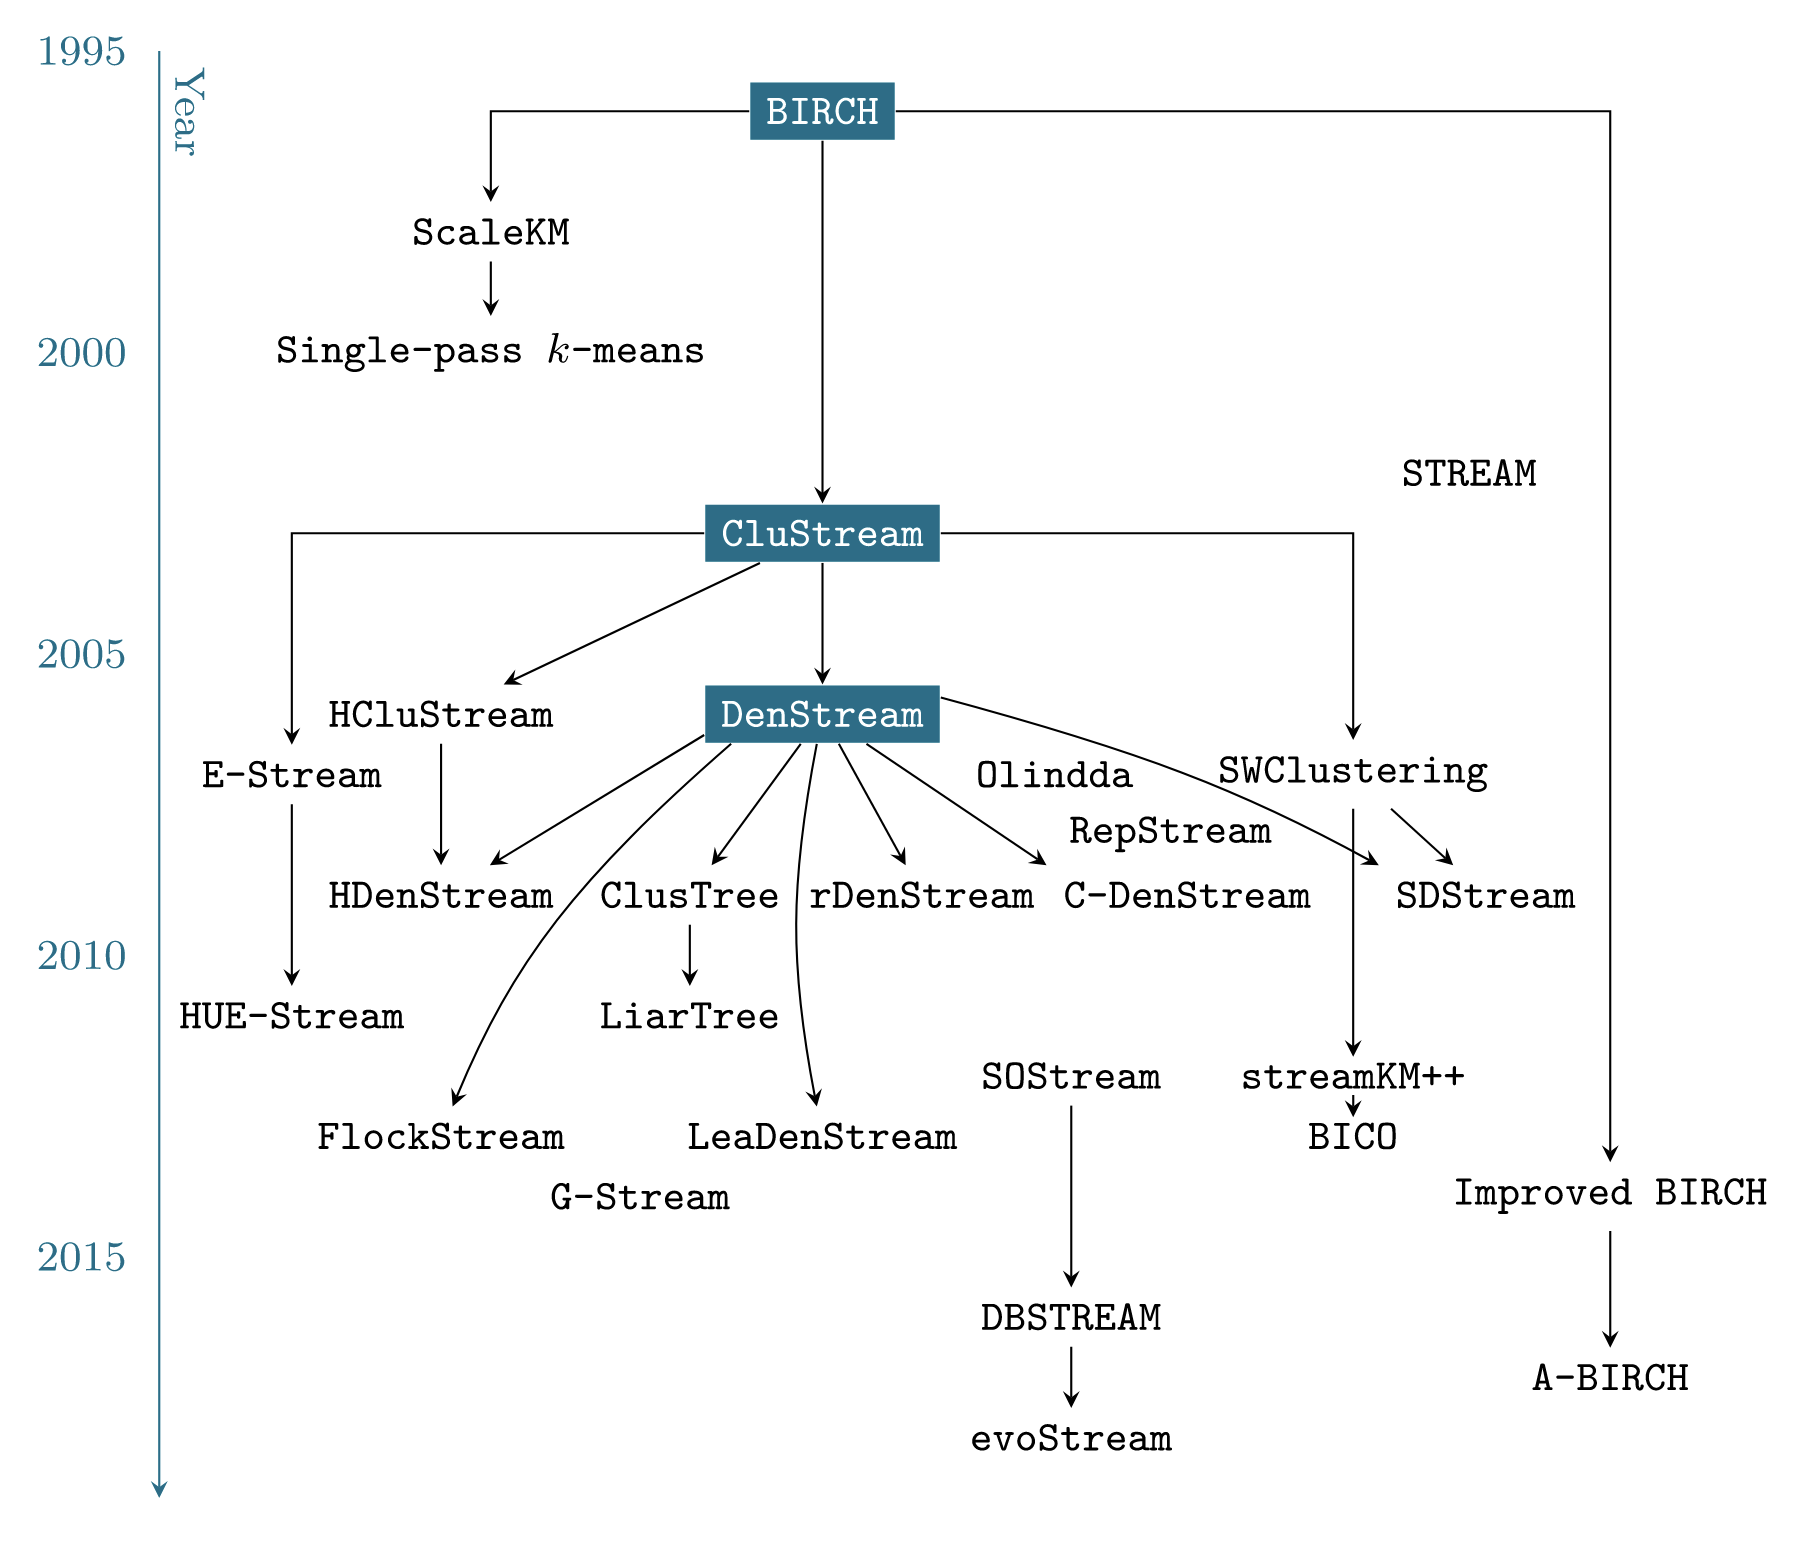 1995
Year
BIRCH
ScaleKM
Single-pass k-means
2000
STREAM
CluStream
2005
HCluStream
DenStream
E-Stream
Olindda
SWClustering
RepStream
HDenStream
ClusTree
rDenStream
C-DenStream
SDStream
2010
HUE-Stream
LiarTree
SOStream
streamKM++
FlockStream
LeaDenStream
BICO
G-Stream
Improved BIRCH
2015
DBSTREAM
A-BIRCH
evoStream